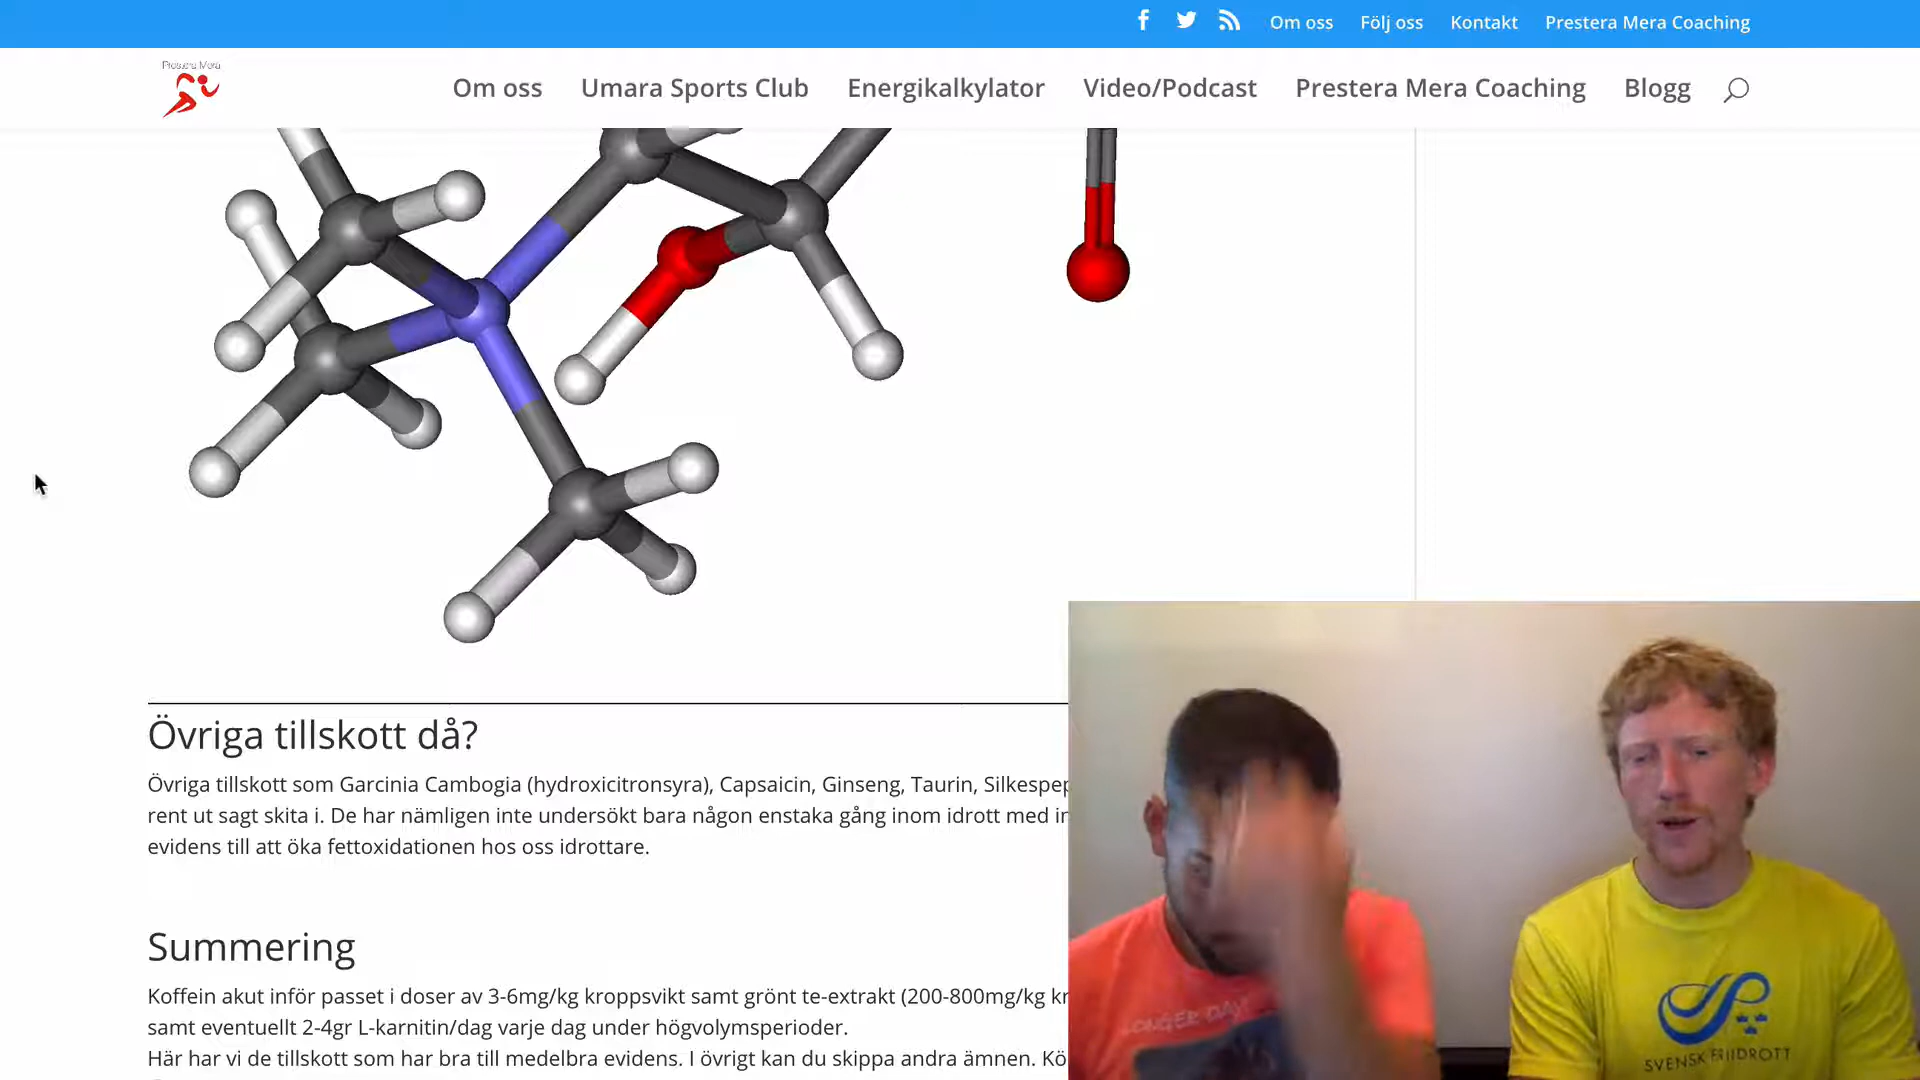 Om oss Följ oss Kontakt Prestera Mera Coaching
Prestera Mera
Om oss Umara Sports Club Energikalkylator Video/Podcast Prestera Mera Coaching Blogg
Övriga tillskott då?
Övriga tillskott som Garcinia Cambogia (hydroxicitronsyra), Capsaicin, Ginseng, Taurin,
rent ut sagt skita i. De har nämligen inte undersökt bara någon enstaka gång inom idrott med
evidens till att öka fettoxidationen hos oss idrottare.
Summering
Koffein akut inför passet i doser av 3-6mg/kg kroppsvikt samt grönt te-extrakt (200-800mg/kg
samt eventuellt 2-4gr L-karnitin/dag varje dag under högvolymsperioder.
Här har vi de tillskott som har bra till medelbra evidens. I övrigt kan du skippa andra ämnen.
LONGER DAY!
SVENSK FRIIDROTT